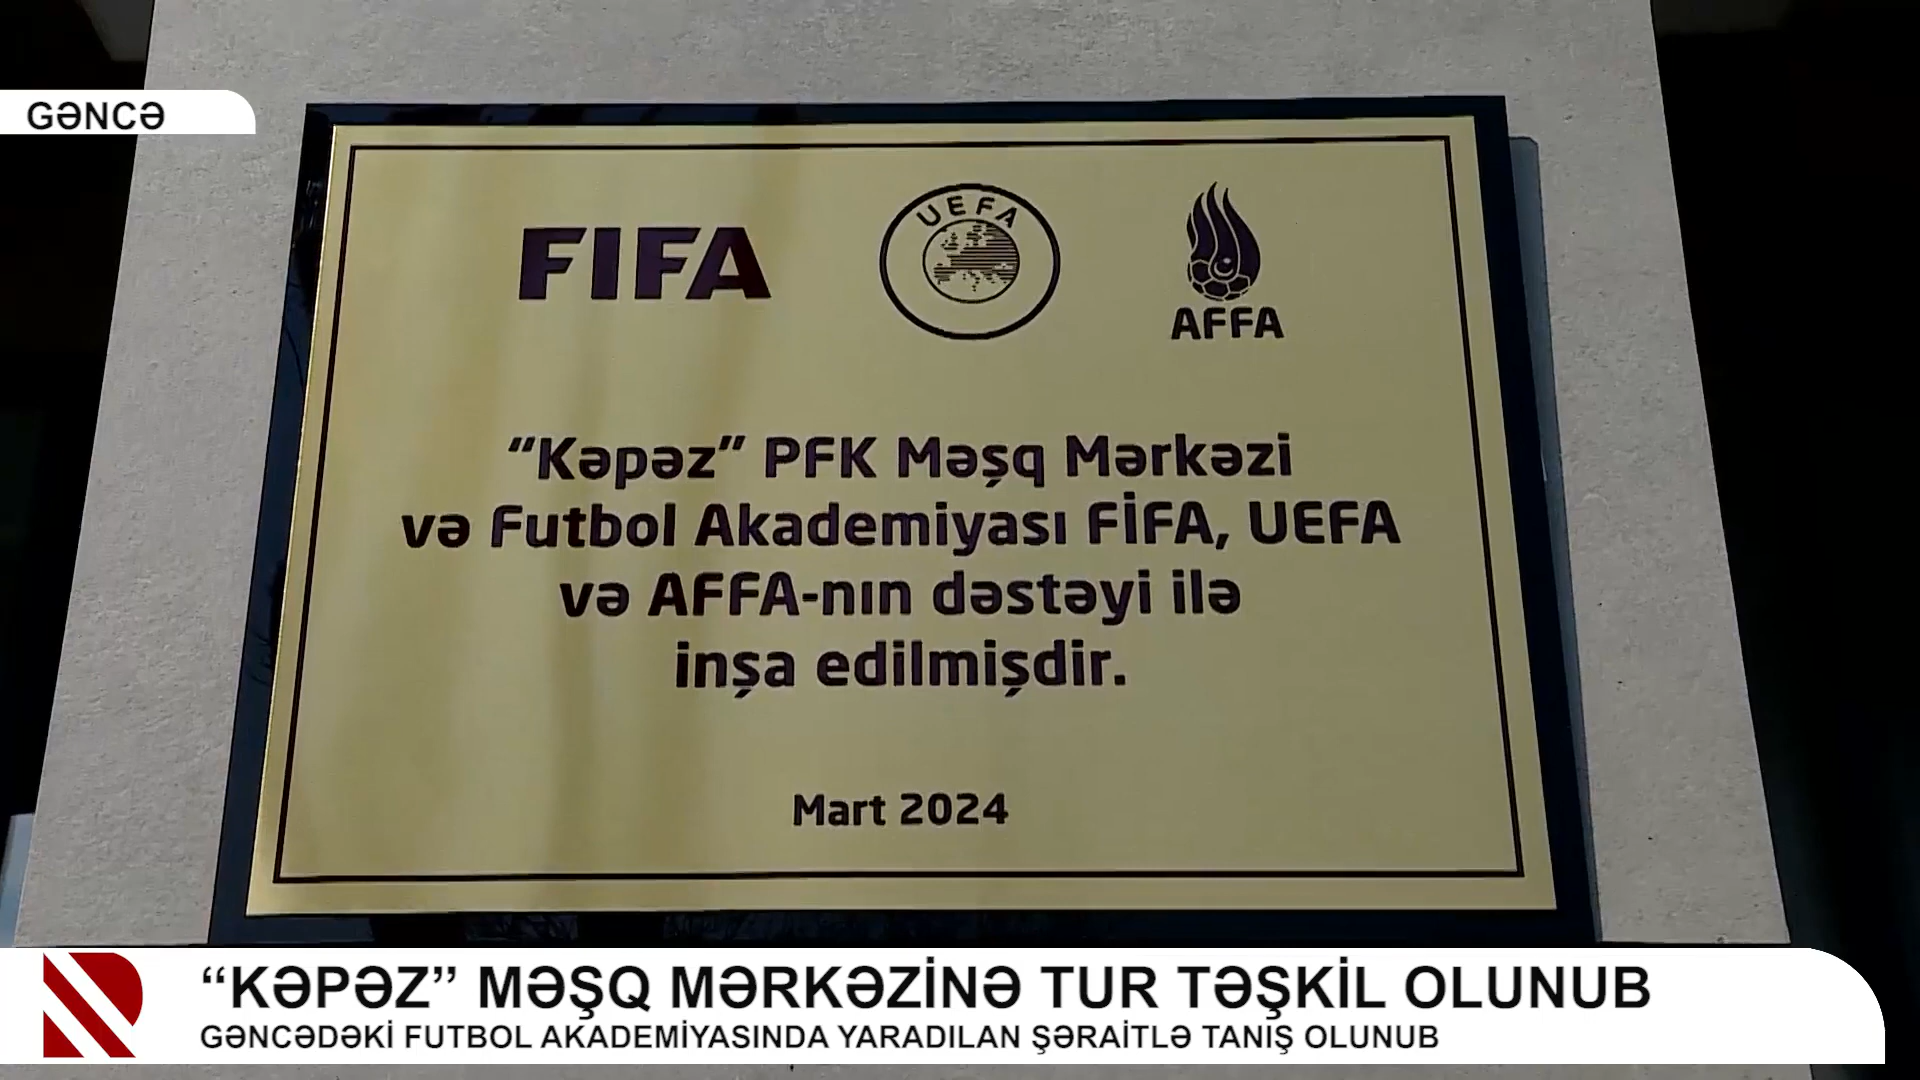 GƏNCƏ
FIFA
UEFA
AFFA
“Kəpəz” PFK Məşq Mərkəzi
və Futbol Akademiyası FİFA, UEFA
və AFFA-nın dəstəyi ilə
inşa edilmişdir.
Mart 2024
“KƏPƏZ” MƏŞQ MƏRKƏZİNƏ TUR TƏŞKİL OLUNUB
GƏNCƏDƏKİ FUTBOL AKADEMİYASINDA YARADILAN ŞƏRAİTLƏ TANIŞ OLUNUB